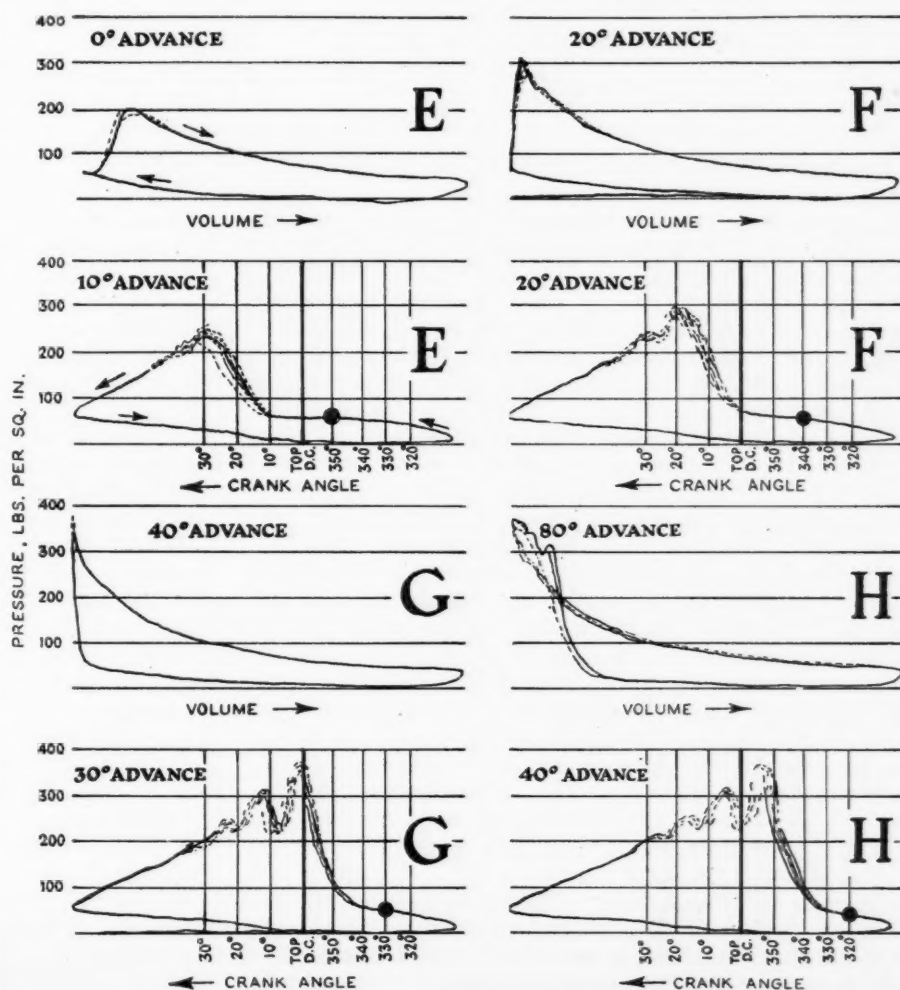 PRESSURE, LBS. PER SQ. IN.
400
300
200
100
0° ADVANCE
E
VOLUME
20° ADVANCE
F
VOLUME
400
300
200
100
10° ADVANCE
E
30°
20°
10°
TOP D.C.
350°
340°
330°
320°
CRANK ANGLE
20° ADVANCE
F
30°
20°
10°
TOP D.C.
350°
340°
330°
320°
CRANK ANGLE
400
300
200
100
40° ADVANCE
G
VOLUME
80° ADVANCE
H
VOLUME
400
300
200
100
30° ADVANCE
G
30°
20°
10°
TOP D.C.
350°
340°
330°
320°
CRANK ANGLE
40° ADVANCE
H
30°
20°
10°
TOP D.C.
350°
340°
330°
320°
CRANK ANGLE